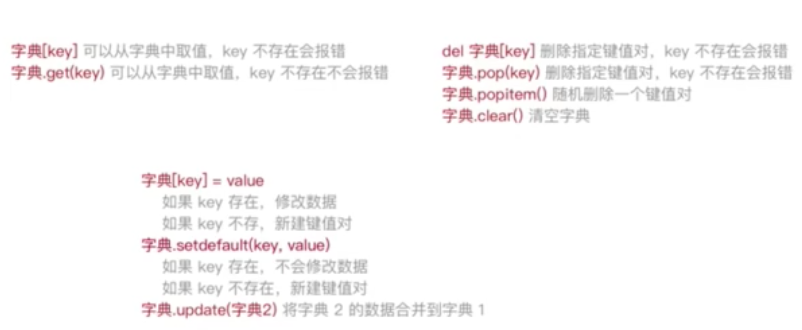 字典[key] 可以从字典中取值，key 不存在会报错
字典.get(key) 可以从字典中取值，key 不存在不会报错
del 字典[key] 删除指定键值对，key 不存在会报错
字典.pop(key) 删除指定键值对，key 不存在会报错
字典.popitem() 随机删除一个键值对
字典.clear() 清空字典
字典[key] = value
如果 key 存在，修改数据
如果 key 不存，新建键值对
字典.setdefault(key, value)
如果 key 存在，不会修改数据
如果 key 不存在，新建键值对
字典.update(字典2) 将字典 2 的数据合并到字典 1